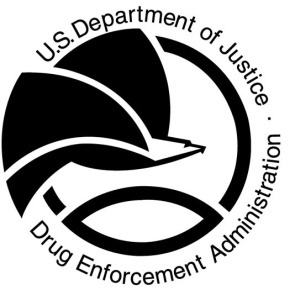 U.S. Department of Justice ·
Drug Enforcement Administration